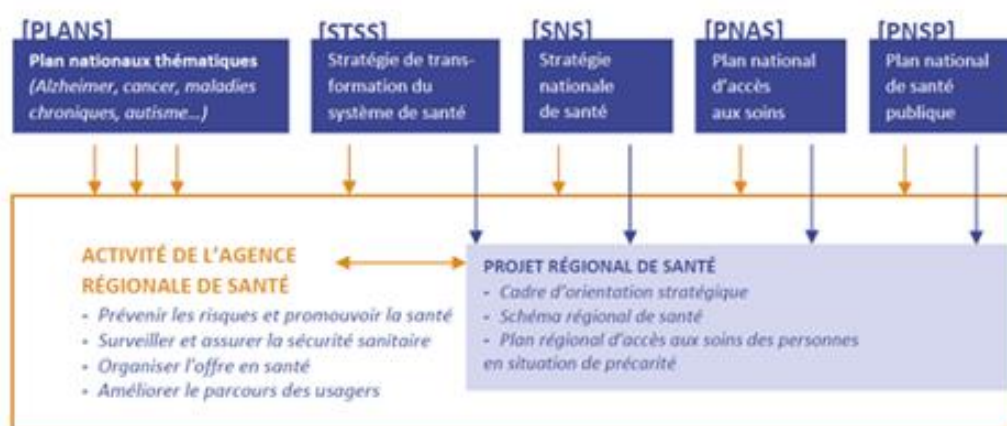 [PLANS]
Plan nationaux thématiques
(Alzheimer, cancer, maladies
chroniques, autisme...)
[STSS]
Stratégie de trans-
formation du
système de santé
[SNS]
Stratégie
nationale
de santé
[PNAS]
Plan national
d'accès
aux soins
[PNSP]
Plan national
de santé
publique
ACTIVITÉ DE L'AGENCE
RÉGIONALE DE SANTÉ
- Prévenir les risques et promouvoir la santé
- Surveiller et assurer la sécurité sanitaire
- Organiser l'offre en santé
- Améliorer le parcours des usagers
PROJET RÉGIONAL DE SANTÉ
- Cadre d'orientation stratégique
- Schéma régional de santé
- Plan régional d'accès aux soins des personnes
en situation de précarité